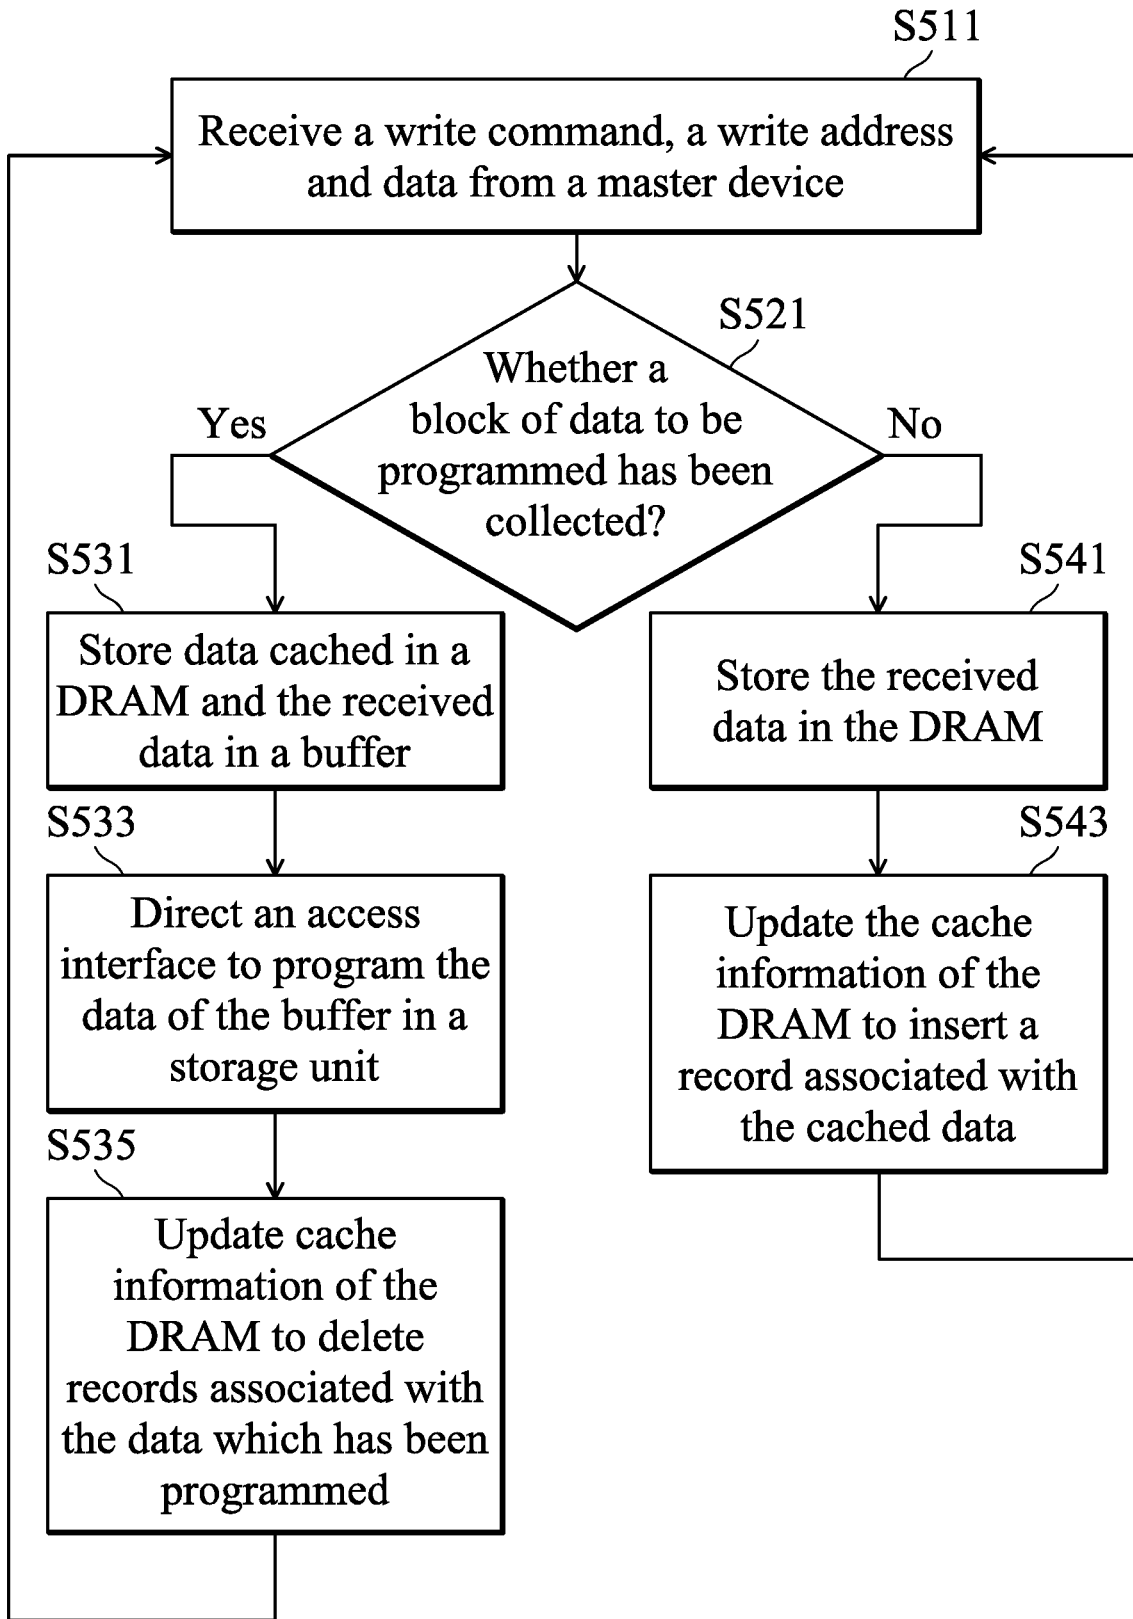 S511
Receive a write command, a write address
and data from a master device
S521
Whether a
block of data to be
programmed has been
collected?
Yes
No
S531
Store data cached in a
DRAM and the received
data in a buffer
S533
Direct an access
interface to program the
data of the buffer in a
storage unit
S535
Update cache
information of the
DRAM to delete
records associated with
the data which has been
programmed
S541
Store the received
data in the DRAM
S543
Update the cache
information of the
DRAM to insert a
record associated with
the cached data